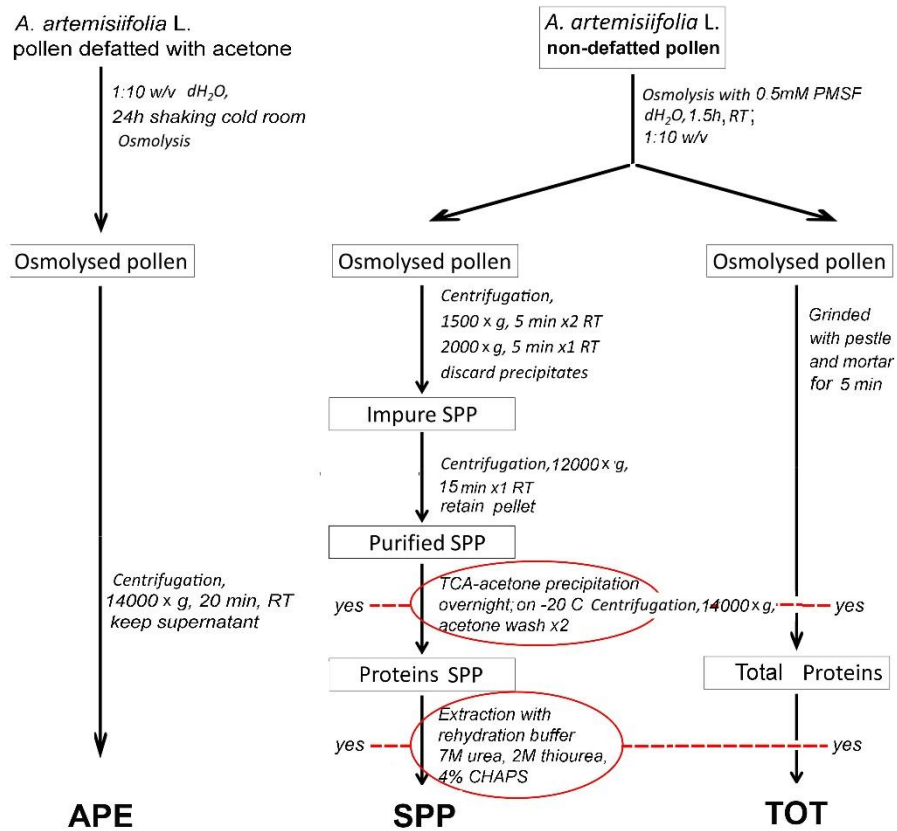 A. artemisiifolia L.
pollen defatted with acetone
1:10 w/v dH₂O,
24h shaking cold room
Osmolysis
Osmolysed pollen
Centrifugation,
14000 x g, 20 min, RT
keep supernatant
APE
A. artemisiifolia L.
non-defatted pollen
Osmolysis with 0.5mM PMSF
dH₂O, 1.5h, RT;
1:10 w/v
Osmolysed pollen
Centrifugation,
1500 x g, 5 min x2 RT
2000 x g, 5 min x1 RT
discard precipitates
Impure SPP
Centrifugation, 12000 x g,
15 min x1 RT
retain pellet
Purified SPP
yes
TCA-acetone precipitation
overnight; on -20 C Centrifugation, 14000 x g,
acetone wash x2
yes
Proteins SPP
yes
Extraction with
rehydration buffer
7M urea, 2M thiourea,
4% CHAPS
yes
SPP
Osmolysed pollen
Grinded
with pestle
and mortar
for 5 min
Total Proteins
TOT